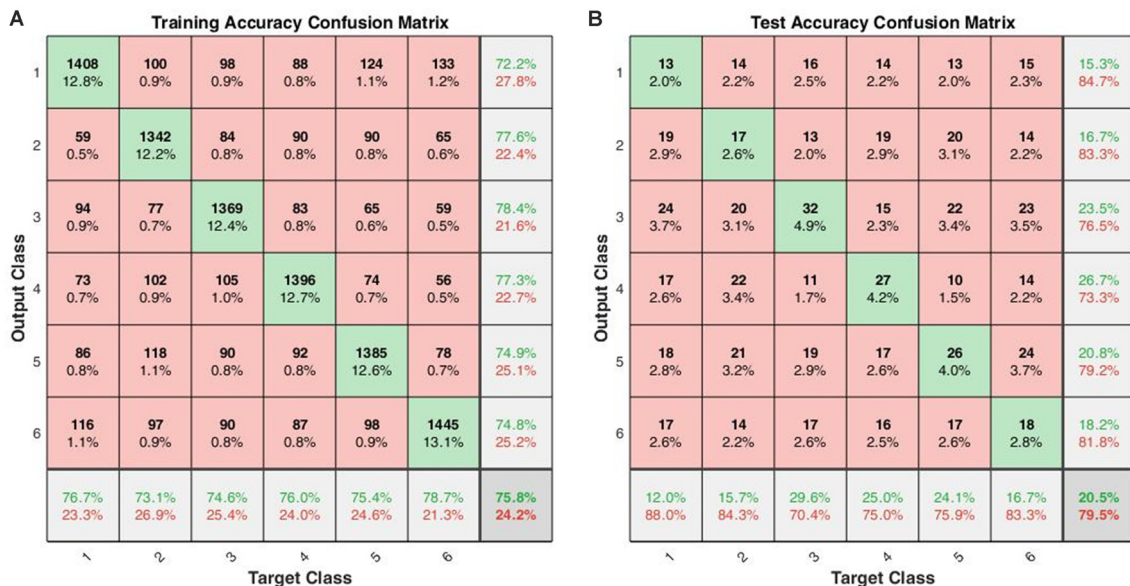 A
Training Accuracy Confusion Matrix
1408 100 98 88 124 133 72.2%
1 12.8% 0.9% 0.9% 0.8% 1.1% 1.2% 27.8%
59 1342 84 90 90 65 77.6%
2 0.5% 12.2% 0.8% 0.8% 0.8% 0.6% 22.4%
94 77 1369 83 65 59 78.4%
3 0.9% 0.7% 12.4% 0.8% 0.6% 0.5% 21.6%
73 102 105 1396 74 56 77.3%
4 0.7% 0.9% 1.0% 12.7% 0.7% 0.5% 22.7%
86 118 90 92 1385 78 74.9%
5 0.8% 1.1% 0.8% 0.8% 12.6% 0.7% 25.1%
116 97 90 87 98 1445 74.8%
6 1.1% 0.9% 0.8% 0.8% 0.9% 13.1% 25.2%
76.7% 73.1% 74.6% 76.0% 75.4% 78.7% 75.8%
23.3% 26.9% 25.4% 24.0% 24.6% 21.3% 24.2%
1 2 3 4 5 6
Target Class
Output Class
B
Test Accuracy Confusion Matrix
13 14 16 14 13 15 15.3%
1 2.0% 2.2% 2.5% 2.2% 2.0% 2.3% 84.7%
19 17 13 19 20 14 16.7%
2 2.9% 2.6% 2.0% 2.9% 3.1% 2.2% 83.3%
24 20 32 15 22 23 23.5%
3 3.7% 3.1% 4.9% 2.3% 3.4% 3.5% 76.5%
17 22 11 27 10 14 26.7%
4 2.6% 3.4% 1.7% 4.2% 1.5% 2.2% 73.3%
18 21 19 17 26 24 20.8%
5 2.8% 3.2% 2.9% 2.6% 4.0% 3.7% 79.2%
17 14 17 16 17 18 18.2%
6 2.6% 2.2% 2.6% 2.5% 2.6% 2.8% 81.8%
12.0% 15.7% 29.6% 25.0% 24.1% 16.7% 20.5%
88.0% 84.3% 70.4% 75.0% 75.9% 83.3% 79.5%
1 2 3 4 5 6
Target Class
Output Class